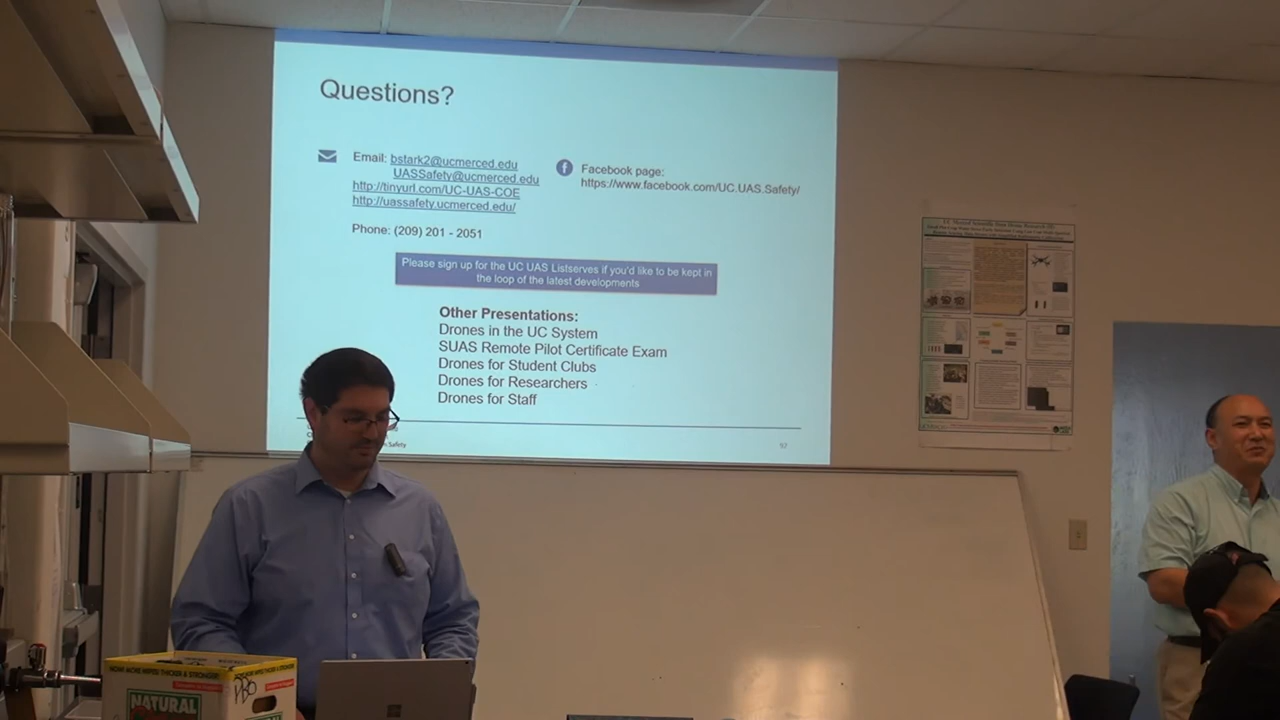 Questions?
Email: bstark2@ucmerced.edu
UASSafety@ucmerced.edu
http://tinyurl.com/UC-UAS-COE
http://uassafety.ucmerced.edu/
Phone: (209) 201 - 2051
Facebook page:
https://www.facebook.com/UC.UAS.Safety/
Please sign up for the UC UAS Listserves if you'd like to be kept in
the loop of the latest developments
Other Presentations:
Drones in the UC System
SUAS Remote Pilot Certificate Exam
Drones for Student Clubs
Drones for Researchers
Drones for Staff
Safety
92
NATURAL
PBO